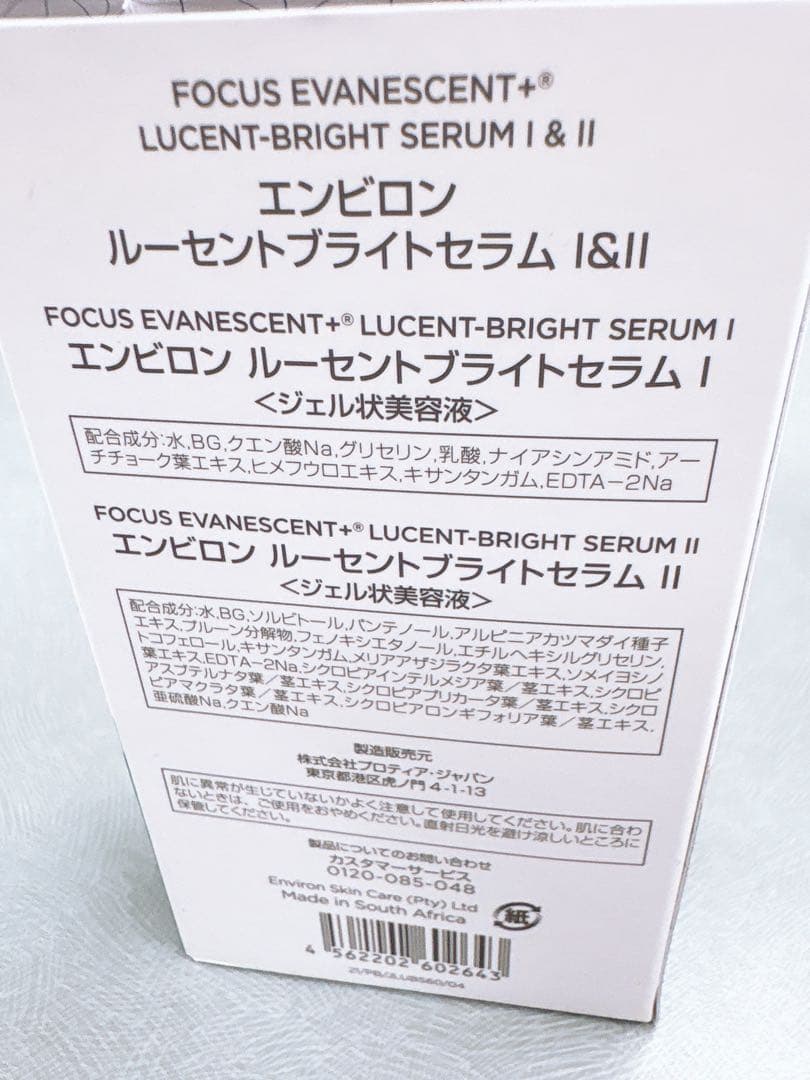 FOCUS EVANESCENT+®
LUCENT-BRIGHT SERUM I & II
エンビロン
ルーセントブライトセラム I&II
FOCUS EVANESCENT+® LUCENT-BRIGHT SERUM I
エンビロン ルーセントブライトセラム I
<ジェル状美容液>
配合成分:水,BG,クエン酸Na,グリセリン,乳酸,ナイアシンアミド,アー
チチョーク葉エキス,ヒメフウロエキス,キサンタンガム,EDTA-2Na
FOCUS EVANESCENT+® LUCENT-BRIGHT SERUM II
エンビロン ルーセントブライトセラム II
<ジェル状美容液>
配合成分:水,BG,ソルビトール,パンテノール,アルピニアカツマダイ種子
エキス,プルーン分解物,フェノキシエタノール,エチルヘキシルグリセリン,
トコフェロール,キサンタンガム,メリアアザジラクタ葉エキス,ソメイヨシノ
葉エキス,EDTA-2Na,シクロピアインテルメジア葉/茎エキス,シクロピ
アスブテルナタ葉/茎エキス,シクロピアプリカータ葉/茎エキス,シクロ
ピアマクラタ葉/茎エキス,シクロピアロンギフォリア葉/茎エキス,
亜硫酸Na,クエン酸Na
製造販売元
株式会社プロティア・ジャパン
東京都港区虎ノ門 4-1-13
肌に異常が生じていないかよく注意して使用してください。肌に合わ
ないときは、ご使用をおやめください。直射日光を避け涼しいところに
保管してください。
製品についてのお問い合わせ
カスタマーサービス
0120-085-048
Environ Skin Care (Pty) Ltd
Made in South Africa
紙
4 562202 602643